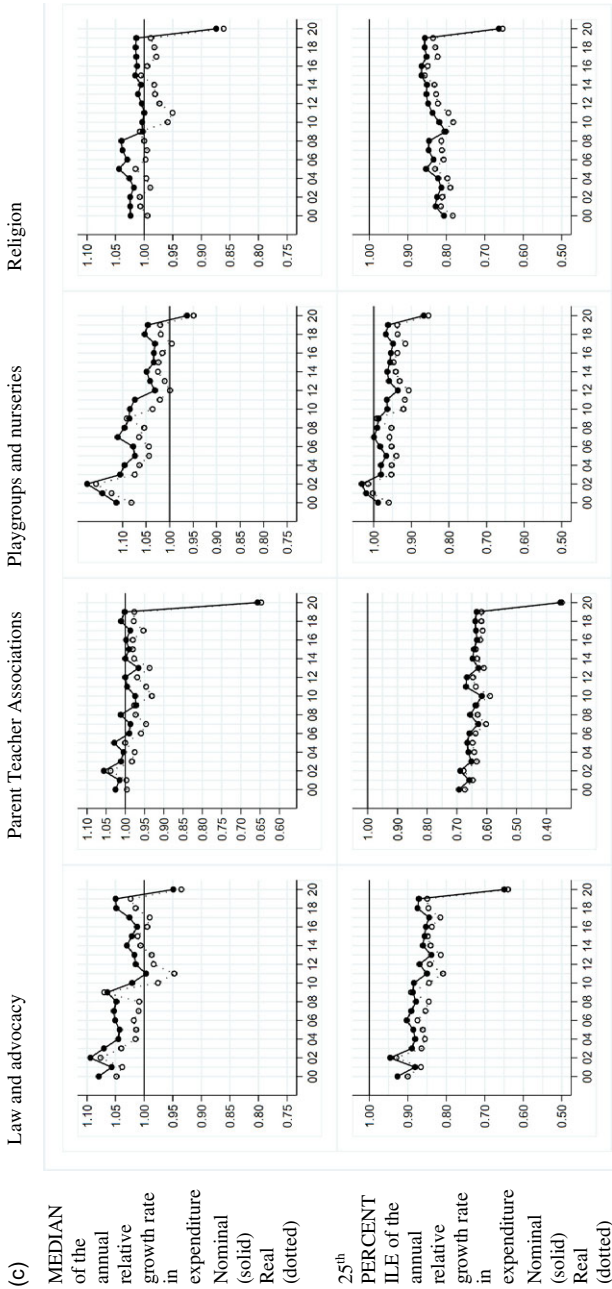 (c)
Law and advocacy
Parent Teacher Associations
Playgroups and nurseries
Religion
MEDIAN
of the
annual
relative
growth rate
in
expenditure
Nominal
(solid)
Real
(dotted)
1.10
1.05
1.00
0.95
0.90
0.85
0.80
0.75
00 02 04 06 08 10 12 14 16 18 20
1.10
1.05
1.00
0.95
0.90
0.85
0.80
0.75
0.70
0.65
0.60
00 02 04 06 08 10 12 14 16 18 20
1.10
1.05
1.00
0.95
0.90
0.85
0.80
0.75
00 02 04 06 08 10 12 14 16 18 20
1.10
1.05
1.00
0.95
0.90
0.85
0.80
0.75
00 02 04 06 08 10 12 14 16 18 20
25th
PERCENT
ILE of the
annual
relative
growth rate
in
expenditure
Nominal
(solid)
Real
(dotted)
1.00
0.90
0.80
0.70
0.60
0.50
00 02 04 06 08 10 12 14 16 18 20
1.00
0.90
0.80
0.70
0.60
0.50
0.40
00 02 04 06 08 10 12 14 16 18 20
1.00
0.90
0.80
0.70
0.60
0.50
00 02 04 06 08 10 12 14 16 18 20
1.00
0.90
0.80
0.70
0.60
0.50
00 02 04 06 08 10 12 14 16 18 20